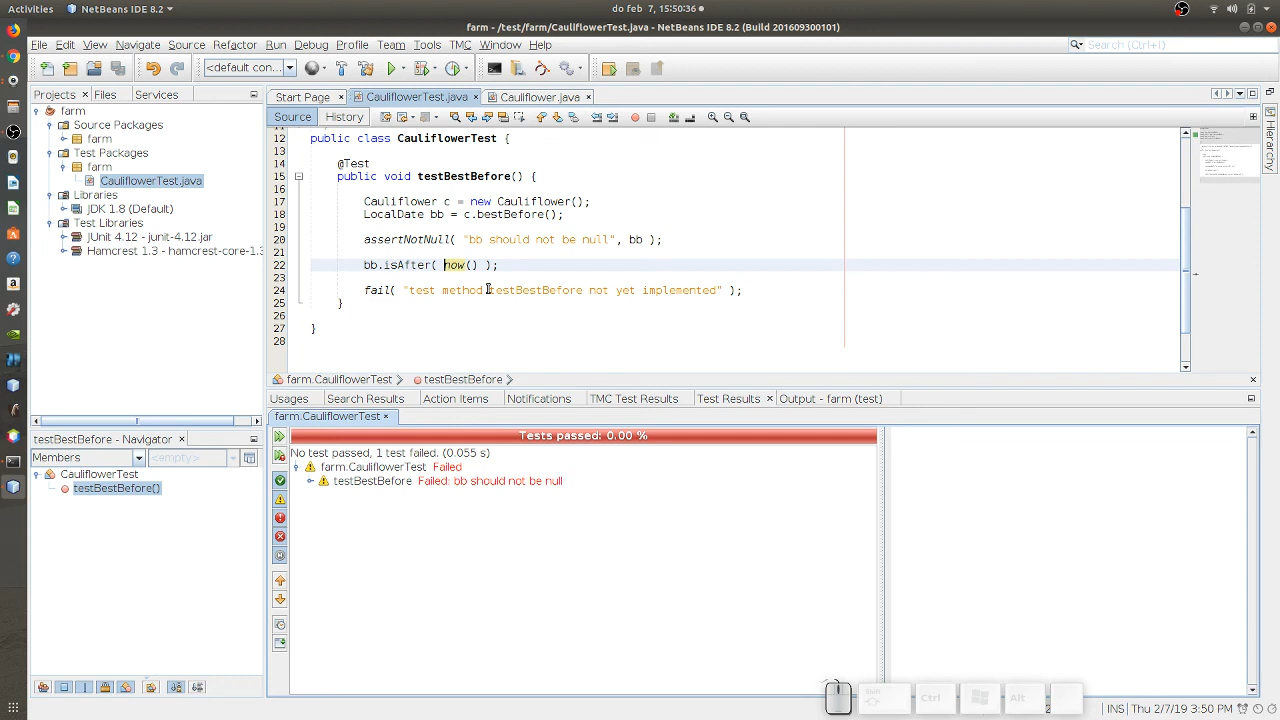 Activities NetBeans IDE 8.2 do feb 7, 15:50:36
farm - /test/farm/CauliflowerTest.java - NetBeans IDE 8.2 (Build 201609300101)
File Edit View Navigate Source Refactor Run Debug Profile Team Tools TMC Window Help Search (Ctrl+I)
<default con...
Projects Files Services
Start Page CauliflowerTest.java Cauliflower.java
Source History
farm
Source Packages
farm
Test Packages
farm
CauliflowerTest.java
Libraries
JDK 1.8 (Default)
Test Libraries
JUnit 4.12 - junit-4.12.jar
Hamcrest 1.3 - hamcrest-core-1.3
12 public class CauliflowerTest {
13
14 @Test
15 public void testBestBefore() {
16
17 Cauliflower c = new Cauliflower();
18 LocalDate bb = c.bestBefore();
19
20 assertNotNull( "bb should not be null", bb );
21
22 bb.isAfter( now() );
23
24 fail( "test method testBestBefore not yet implemented" );
25 }
26
27 }
28
Hierarchy
farm.CauliflowerTest testBestBefore
Usages Search Results Action Items Notifications TMC Test Results Test Results Output - farm (test)
farm.CauliflowerTest
Tests passed: 0.00 %
No test passed, 1 test failed. (0.055 s)
farm.CauliflowerTest Failed
testBestBefore Failed: bb should not be null
testBestBefore - Navigator
Members <empty>
CauliflowerTest
testBestBefore()
Ctrl Alt
INS Thu 2/7/19 3:50 PM